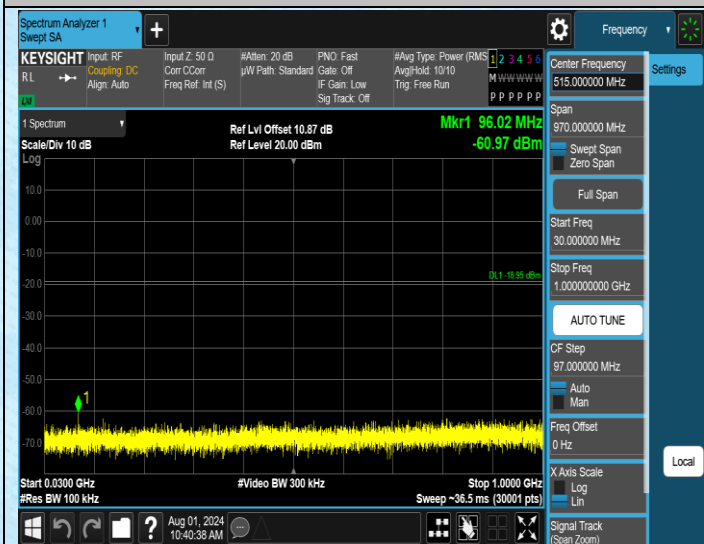 Spectrum Analyzer 1
Swept SA
Frequency
KEYSIGHT
RL
LXI
Input: RF
Coupling: DC
Align: Auto
Input Z: 50 Ω
Corr CCorr
Freq Ref: Int (S)
#Atten: 20 dB
µW Path: Standard
PNO: Fast
Gate: Off
IF Gain: Low
Sig Track: Off
#Avg Type: Power (RMS
Avg|Hold: 10/10
Trig: Free Run
1 2 3 4 5 6
M W W W W W
P P P P P P
1 Spectrum
Scale/Div 10 dB
Ref Lvl Offset 10.87 dB
Ref Level 20.00 dBm
Mkr1 96.02 MHz
-60.97 dBm
Log
10.0
0.00
-10.0
-20.0
-30.0
-40.0
-50.0
-60.0
-70.0
DL1 -18.95 dBm
1
Start 0.0300 GHz
#Res BW 100 kHz
#Video BW 300 kHz
Stop 1.0000 GHz
Sweep ~36.5 ms (30001 pts)
Center Frequency
515.000000 MHz
Settings
Span
970.000000 MHz
Swept Span
Zero Span
Full Span
Start Freq
30.000000 MHz
Stop Freq
1.000000000 GHz
AUTO TUNE
CF Step
97.000000 MHz
Auto
Man
Freq Offset
0 Hz
X Axis Scale
Log
Lin
Signal Track
(Span Zoom)
Local
?
Aug 01, 2024
10:40:38 AM